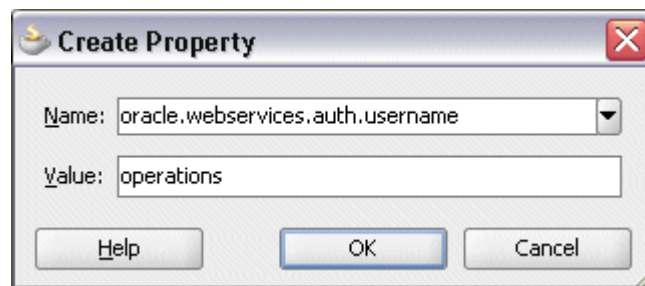 Create Property
Name: oracle.webservices.auth.username
Value: operations
Help OK Cancel